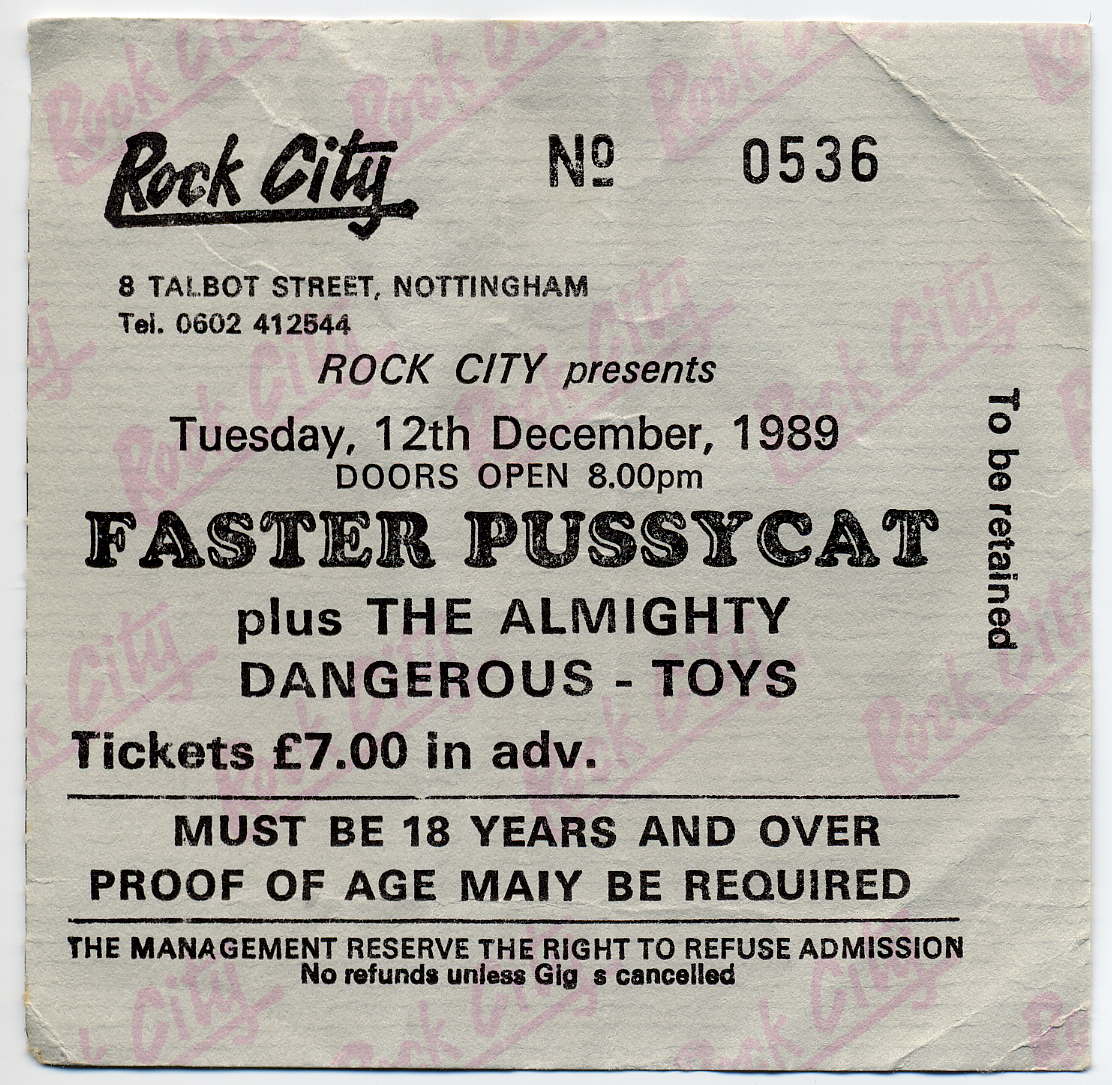 Rock City
Nº 0536
8 TALBOT STREET, NOTTINGHAM
Tel. 0602 412544
ROCK CITY presents
Tuesday, 12th December, 1989
DOORS OPEN 8.00pm
FASTER PUSSYCAT
plus THE ALMIGHTY
DANGEROUS - TOYS
Tickets £7.00 in adv.
MUST BE 18 YEARS AND OVER
PROOF OF AGE MAIY BE REQUIRED
THE MANAGEMENT RESERVE THE RIGHT TO REFUSE ADMISSION
No refunds unless Gig s cancelled
To be retained